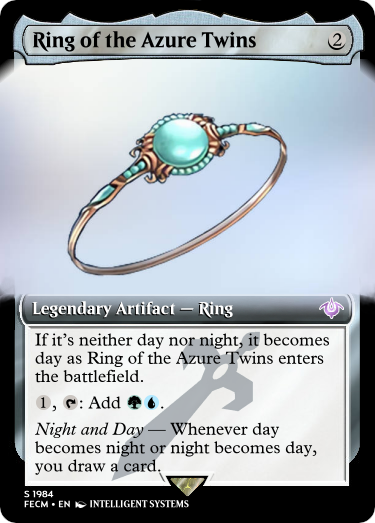 Ring of the Azure Twins 2
Legendary Artifact — Ring
If it's neither day nor night, it becomes
day as Ring of the Azure Twins enters
the battlefield.
1, : Add .
Night and Day — Whenever day
becomes night or night becomes day,
you draw a card.
S 1984
FECM • EN INTELLIGENT SYSTEMS